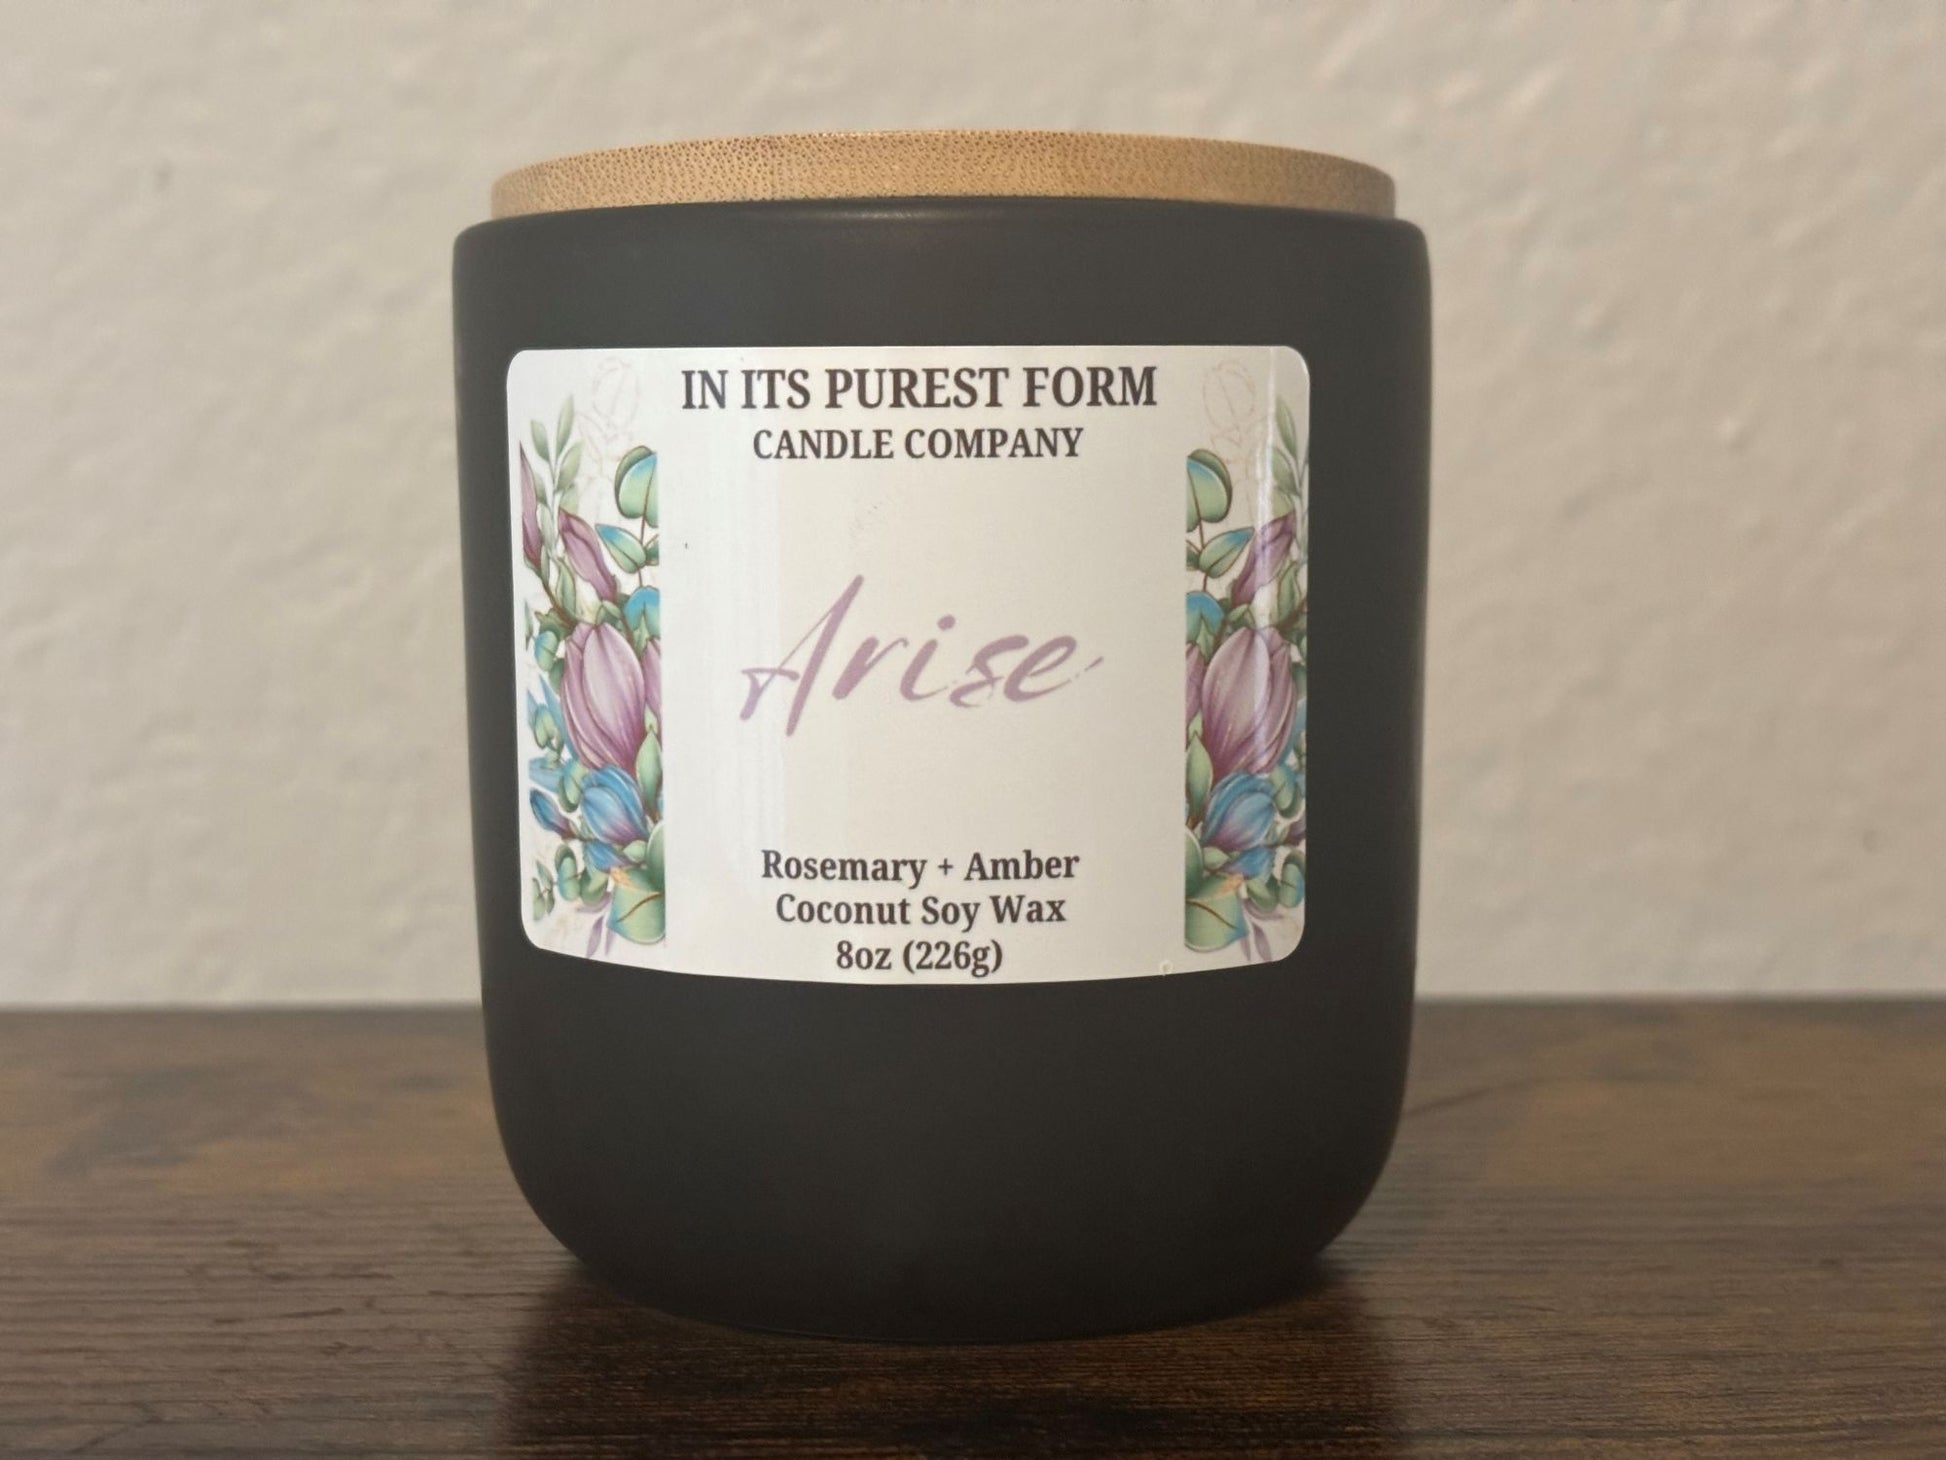 IN ITS PUREST FORM
CANDLE COMPANY
Arise
Rosemary + Amber
Coconut Soy Wax
8oz (226g)